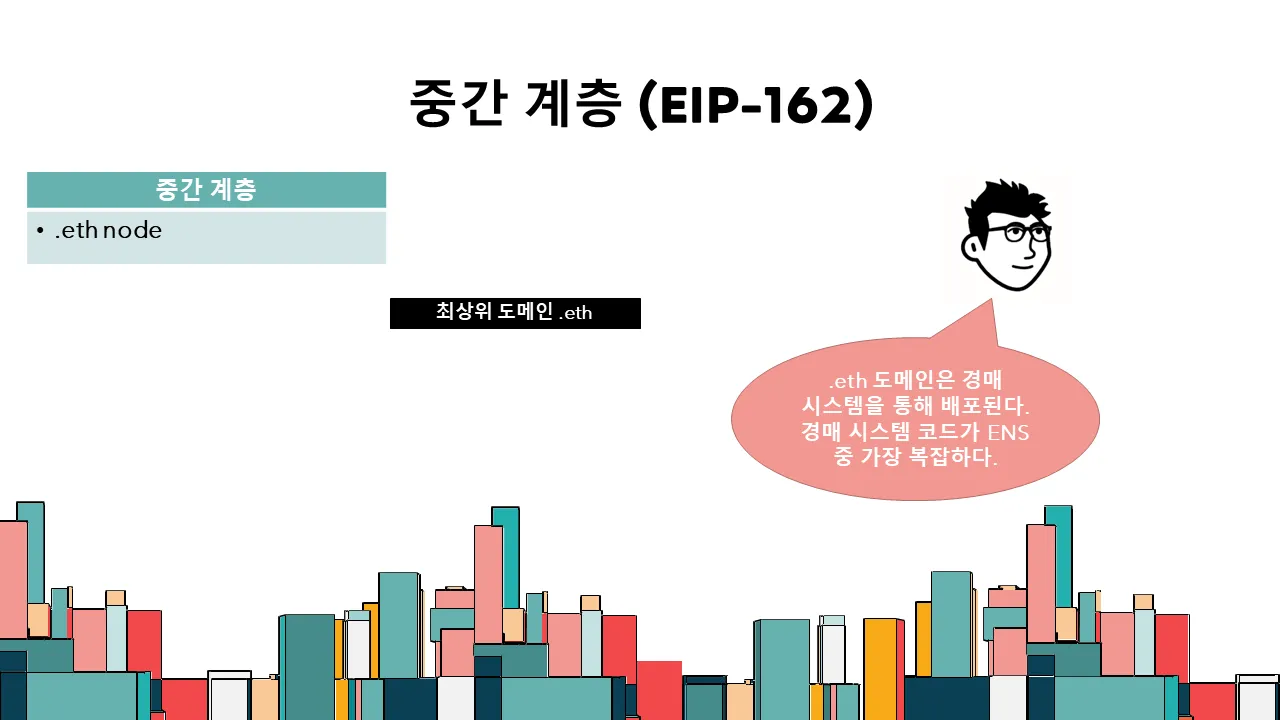 중간 계층 (EIP-162)
중간 계층
• .eth node
최상위 도메인 .eth
.eth 도메인은 경매
시스템을 통해 배포된다.
경매 시스템 코드가 ENS
중 가장 복잡하다.